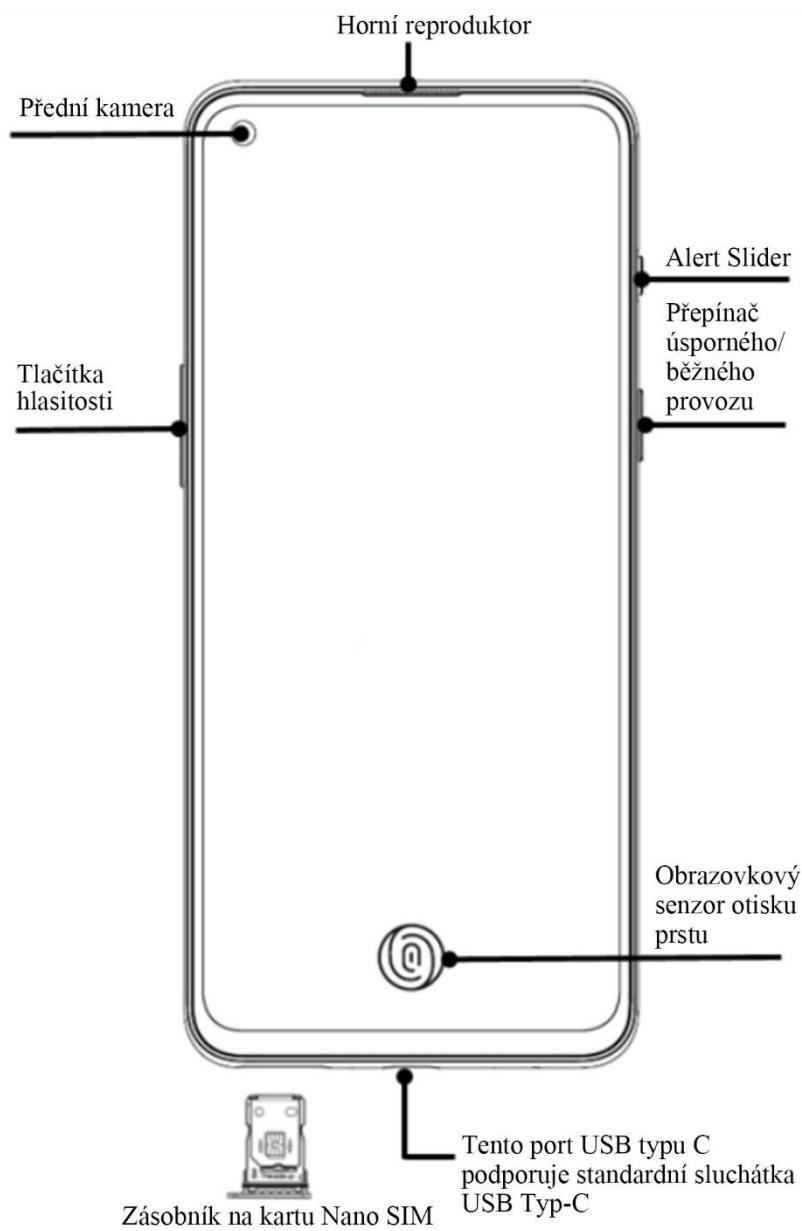 Horní reproduktor
Přední kamera
Alert Slider
Přepínač
úsporného/
běžného
provozu
Tlačítka
hlasitosti
Obrazovkový
senzor otisku
prstu
Tento port USB typu C
podporuje standardní sluchátka
USB Typ-C
Zásobník na kartu Nano SIM